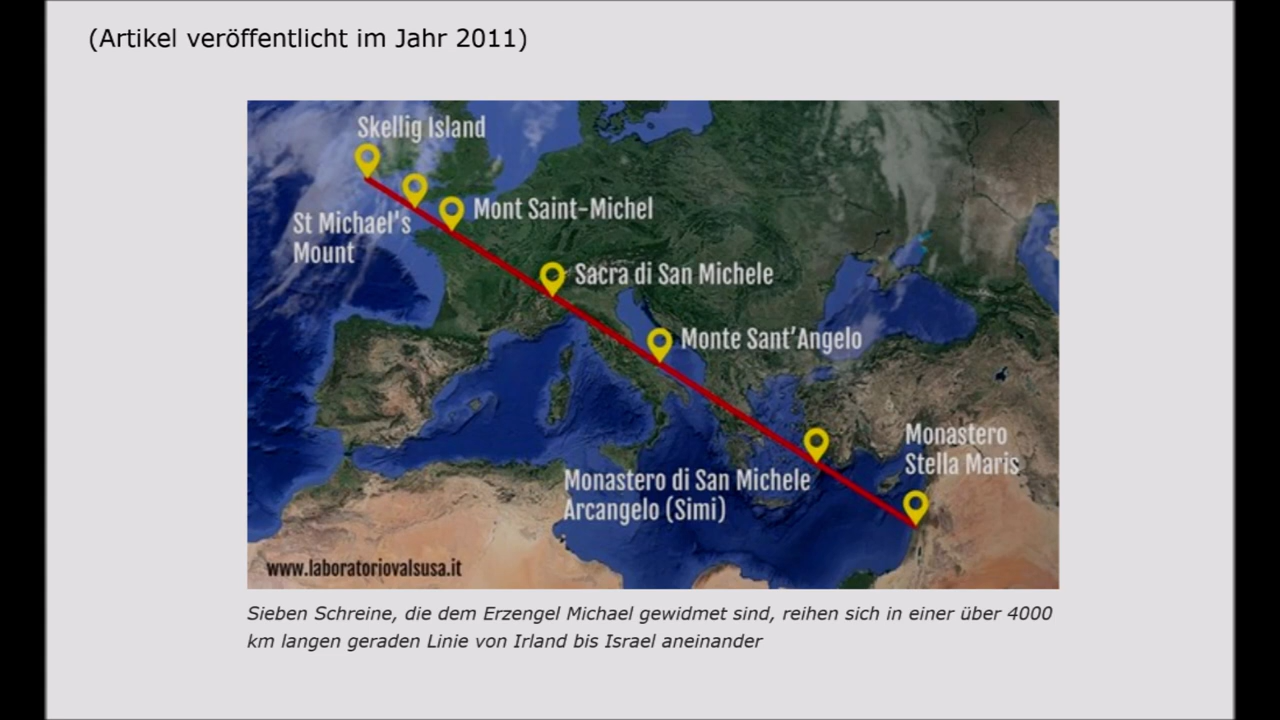 (Artikel veröffentlicht im Jahr 2011)
Skellig Island
St Michael's
Mount
Mont Saint-Michel
Sacra di San Michele
Monte Sant'Angelo
Monastero
Stella Maris
Monastero di San Michele
Arcangelo (Simi)
www.laboratoriovalsusa.it
Sieben Schreine, die dem Erzengel Michael gewidmet sind, reihen sich in einer über 4000
km langen geraden Linie von Irland bis Israel aneinander